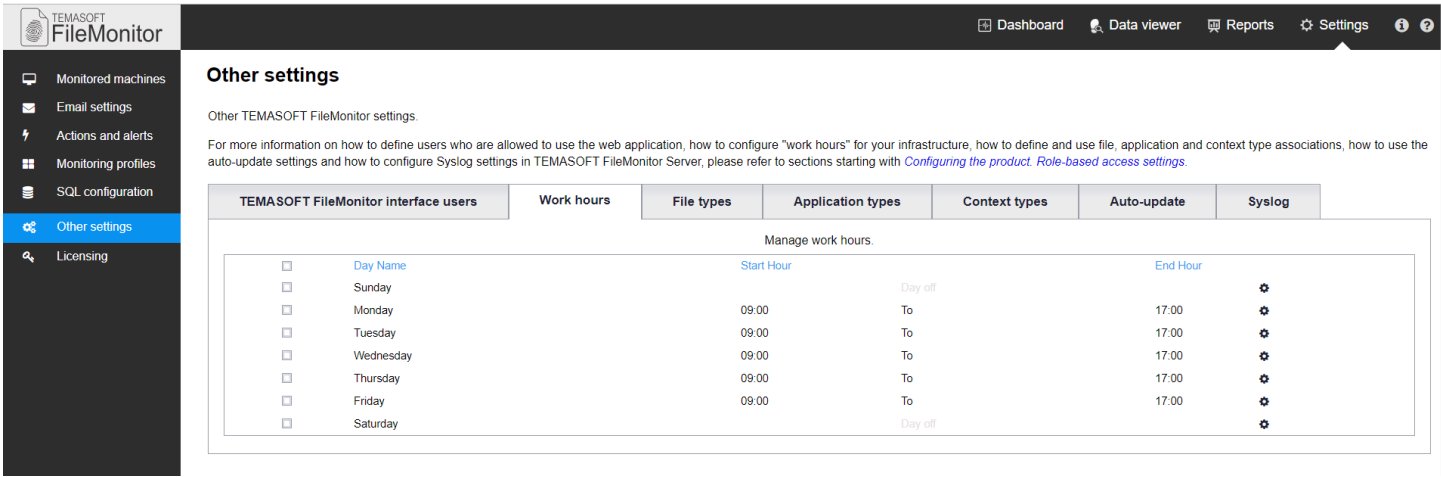 TEMASOFT
FileMonitor
Dashboard
Data viewer
Reports
Settings
Monitored machines
Email settings
Actions and alerts
Monitoring profiles
SQL configuration
Other settings
Licensing
Other settings
Other TEMASOFT FileMonitor settings.
For more information on how to define users who are allowed to use the web application, how to configure "work hours" for your infrastructure, how to define and use file, application and context type associations, how to use the
auto-update settings and how to configure Syslog settings in TEMASOFT FileMonitor Server, please refer to sections starting with Configuring the product. Role-based access settings.
TEMASOFT FileMonitor interface users
Work hours
File types
Application types
Context types
Auto-update
Syslog
Manage work hours.
Day Name Start Hour End Hour
Sunday Day off
Monday 09:00 To 17:00
Tuesday 09:00 To 17:00
Wednesday 09:00 To 17:00
Thursday 09:00 To 17:00
Friday 09:00 To 17:00
Saturday Day off